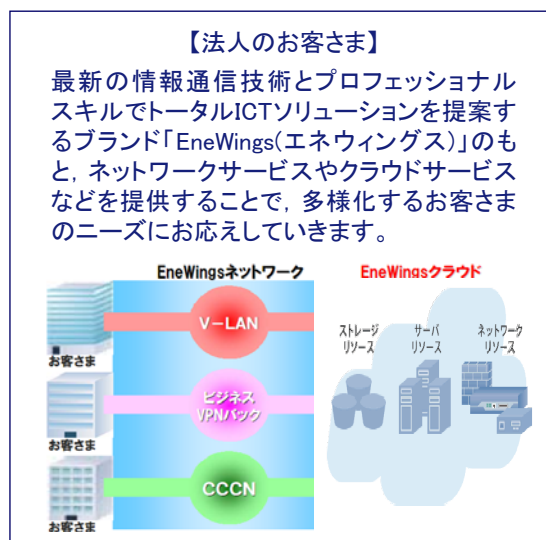 【法人のお客さま】
最新の情報通信技術とプロフェッショナル
スキルでトータルICTソリューションを提案す
るブランド「EneWings(エネウィングス)」のも
と, ネットワークサービスやクラウドサービス
などを提供することで, 多様化するお客さま
のニーズにお応えしていきます。
EneWingsネットワーク
EneWingsクラウド
V-LAN
お客さま
ビジネス
VPNパック
お客さま
CCCN
お客さま
ストレージ
リソース
サーバ
リソース
ネットワーク
リソース